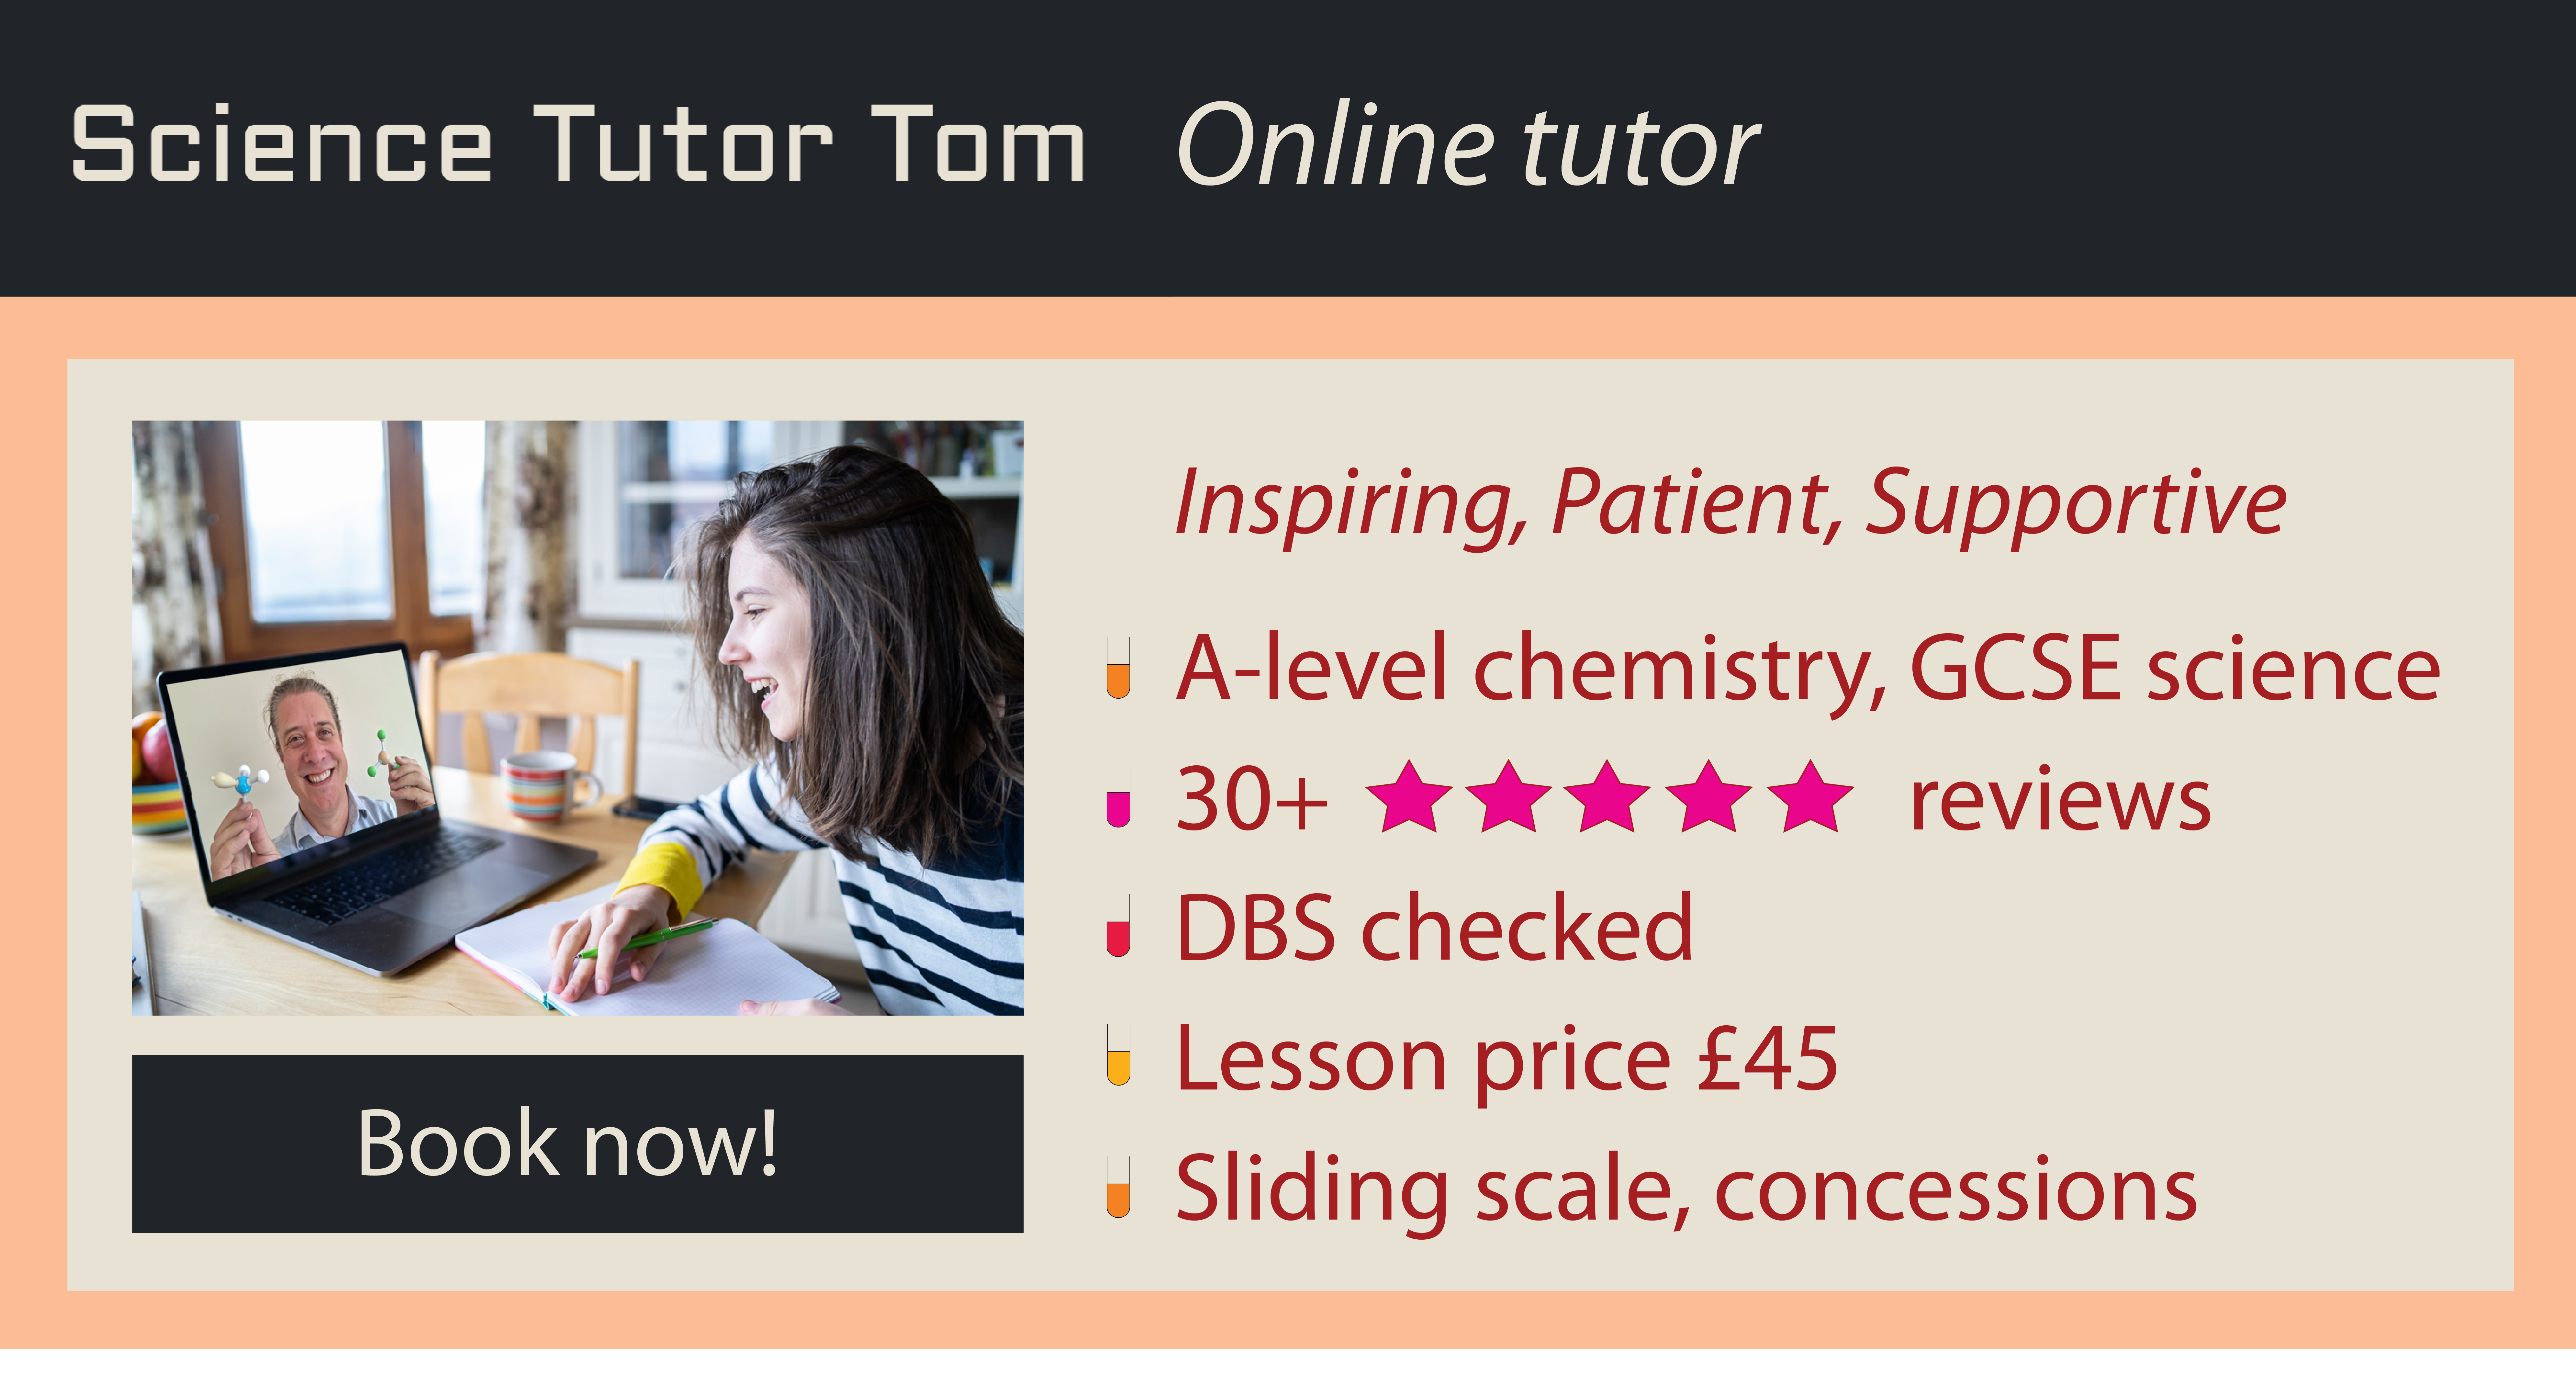 Science Tutor Tom Online tutor
Inspiring, Patient, Supportive
A-level chemistry, GCSE science
30+ reviews
DBS checked
Lesson price £45
Sliding scale, concessions
Book now!